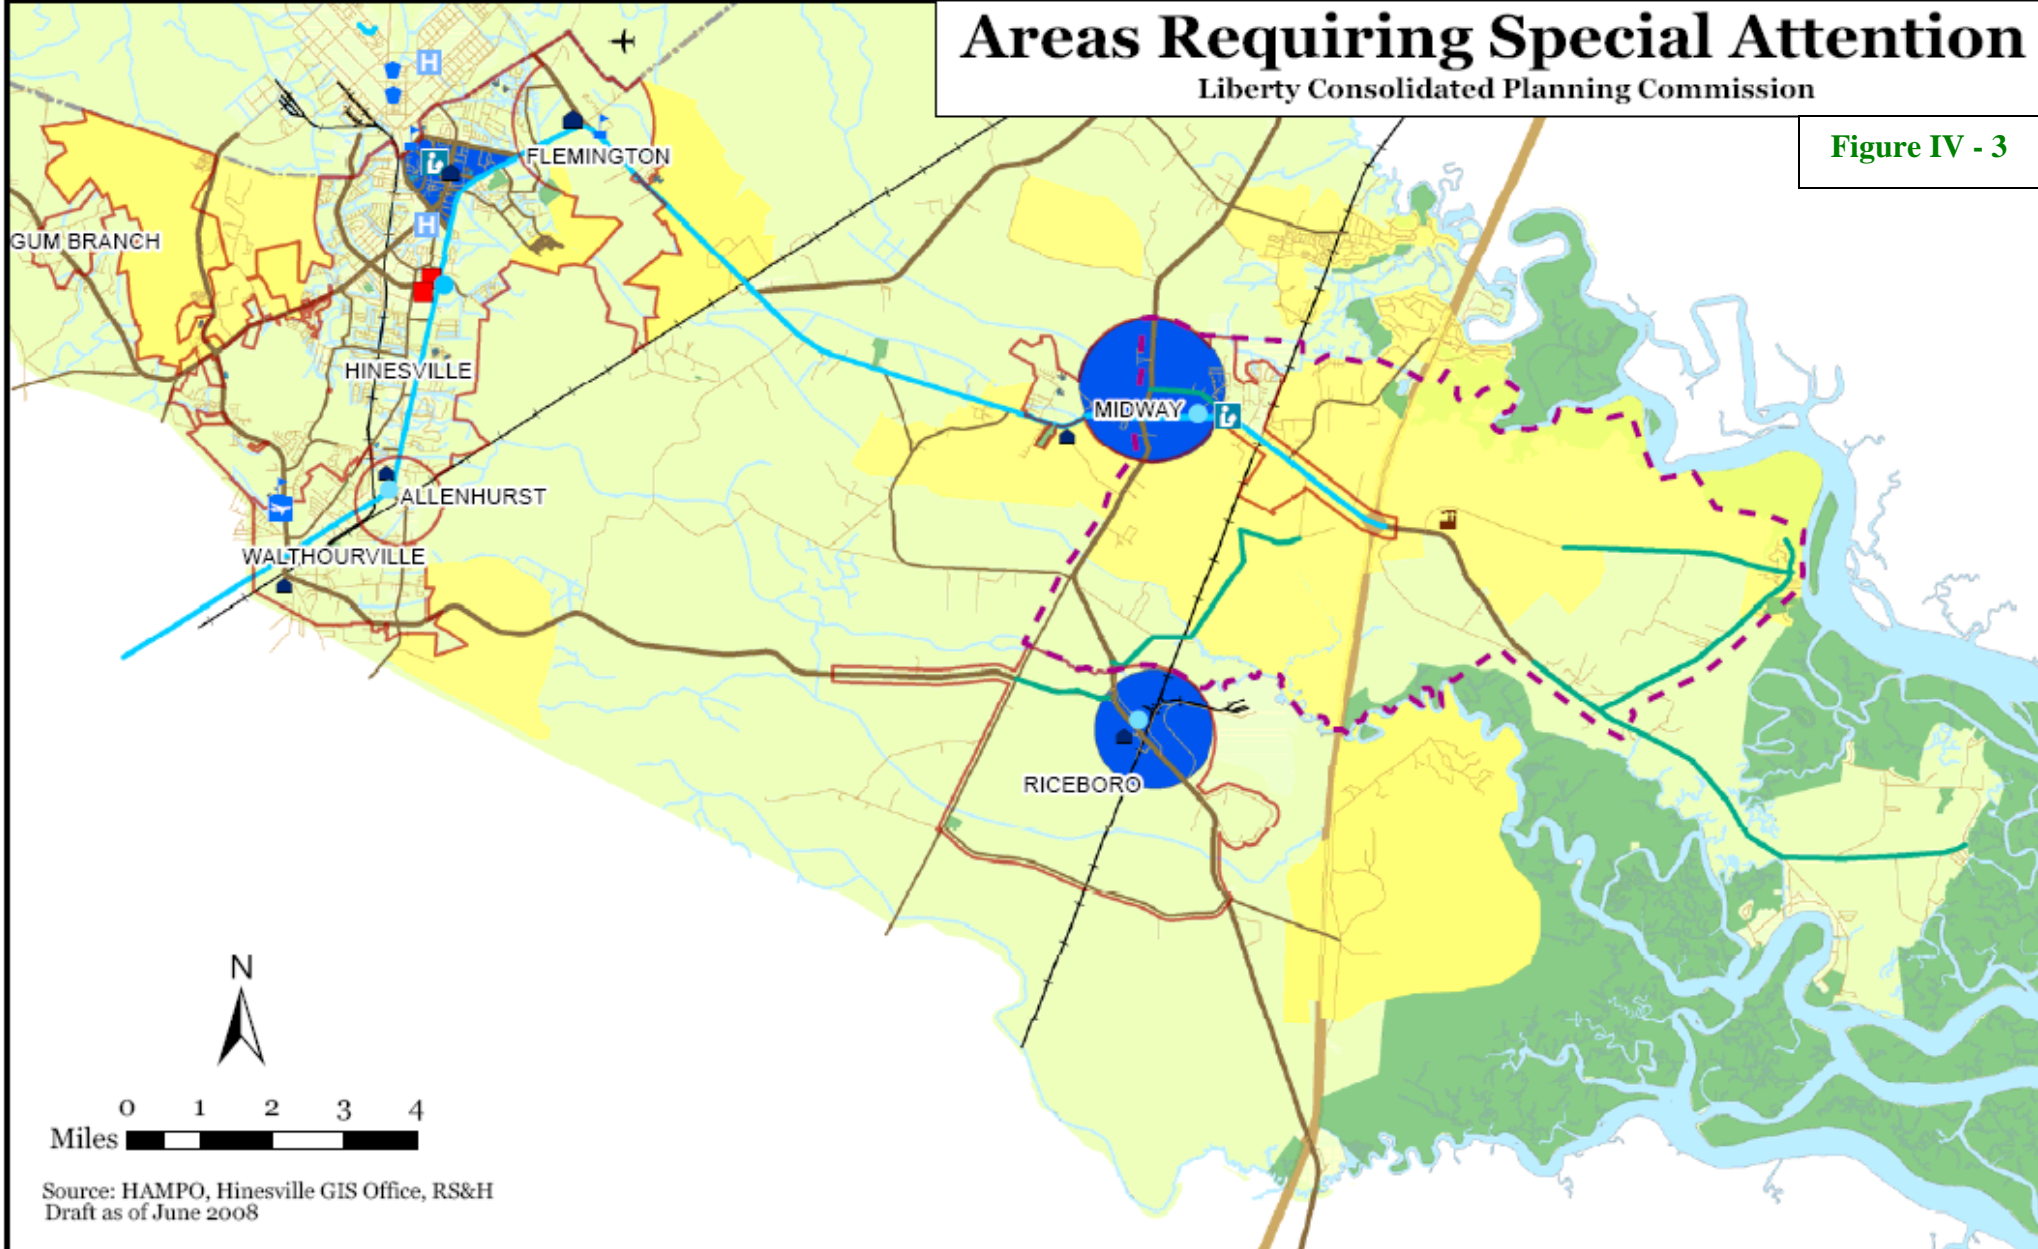 Areas Requiring Special Attention
Liberty Consolidated Planning Commission
Figure IV - 3
H
FLEMINGTON
i
H
GUM BRANCH
HINESVILLE
MIDWAY
i
ALLENHURST
WALTHOURVILLE
RICEBORO
N
0 1 2 3 4
Miles
Source: HAMPO, Hinesville GIS Office, RS&H
Draft as of June 2008